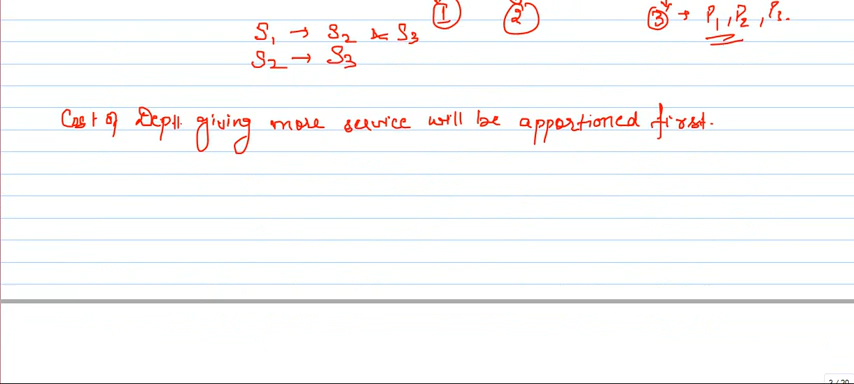 1 2 3 → P1, P2, P3.
S1 → S2 & S3
S2 → S3
Cost of Deptt. giving more service will be apportioned first.